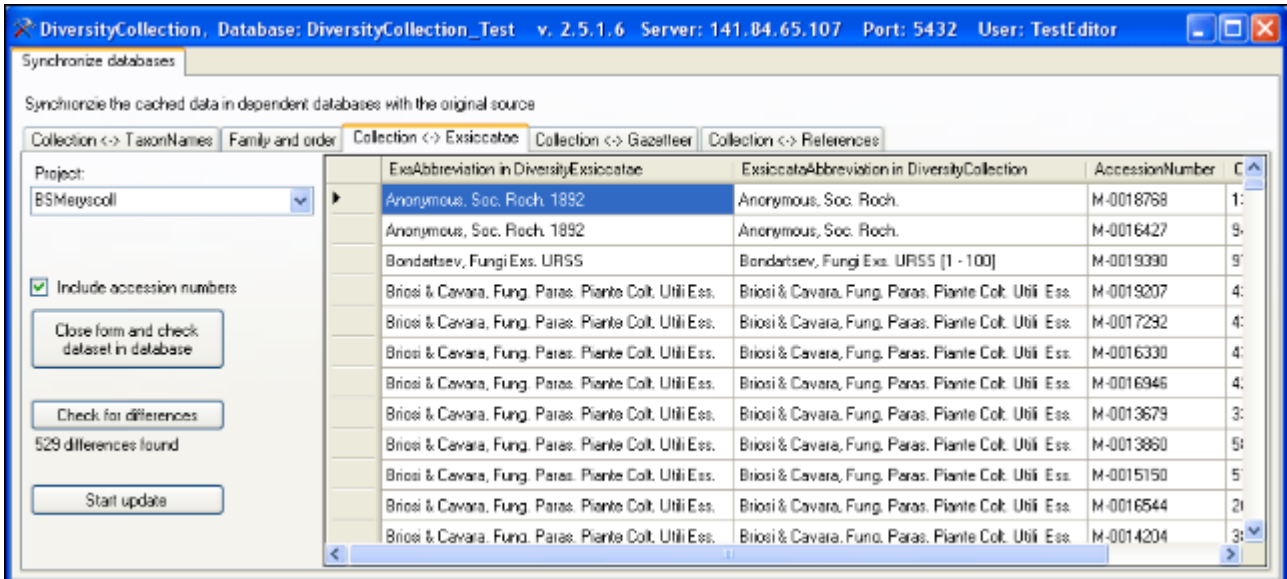 DiversityCollection, Database: DiversityCollection_Test v. 2.5.1.6 Server: 141.84.65.107 Port: 5432 User: TestEditor
Synchronize databases
Synchronzie the cached data in dependent databases with the original source
Collection <-> TaxonNames Family and order Collection <-> Exsiccatae Collection <-> Gazetteer Collection <-> References
Project:
BSMeryscoll
Include accession numbers
Close form and check
dataset in database
Check for differences
529 differences found
Start update
ExsAbbreviation in DiversityExsiccatae ExsiccataAbbreviation in DiversityCollection AccessionNumber
Anonymous, Soc. Roch. 1892 Anonymous, Soc. Roch. M-0018768
Anonymous, Soc. Roch. 1892 Anonymous, Soc. Roch. M-0016427
Bondartsev, Fungi Exs. URSS Bondartsev, Fungi Exs. URSS [1 - 100] M-0019390
Briosi & Cavara, Fung. Paras. Piante Colt. Utili Ess. Briosi & Cavara, Fung. Paras. Piante Colt. Utili Ess. M-0019207
Briosi & Cavara, Fung. Paras. Piante Colt. Utili Ess. Briosi & Cavara, Fung. Paras. Piante Colt. Utili Ess. M-0017292
Briosi & Cavara, Fung. Paras. Piante Colt. Utili Ess. Briosi & Cavara, Fung. Paras. Piante Colt. Utili Ess. M-0016330
Briosi & Cavara, Fung. Paras. Piante Colt. Utili Ess. Briosi & Cavara, Fung. Paras. Piante Colt. Utili Ess. M-0016946
Briosi & Cavara, Fung. Paras. Piante Colt. Utili Ess. Briosi & Cavara, Fung. Paras. Piante Colt. Utili Ess. M-0013679
Briosi & Cavara, Fung. Paras. Piante Colt. Utili Ess. Briosi & Cavara, Fung. Paras. Piante Colt. Utili Ess. M-0013860
Briosi & Cavara, Fung. Paras. Piante Colt. Utili Ess. Briosi & Cavara, Fung. Paras. Piante Colt. Utili Ess. M-0015150
Briosi & Cavara, Fung. Paras. Piante Colt. Utili Ess. Briosi & Cavara, Fung. Paras. Piante Colt. Utili Ess. M-0016544
Briosi & Cavara, Fung. Paras. Piante Colt. Utili Ess. Briosi & Cavara, Fung. Paras. Piante Colt. Utili Ess. M-0014204